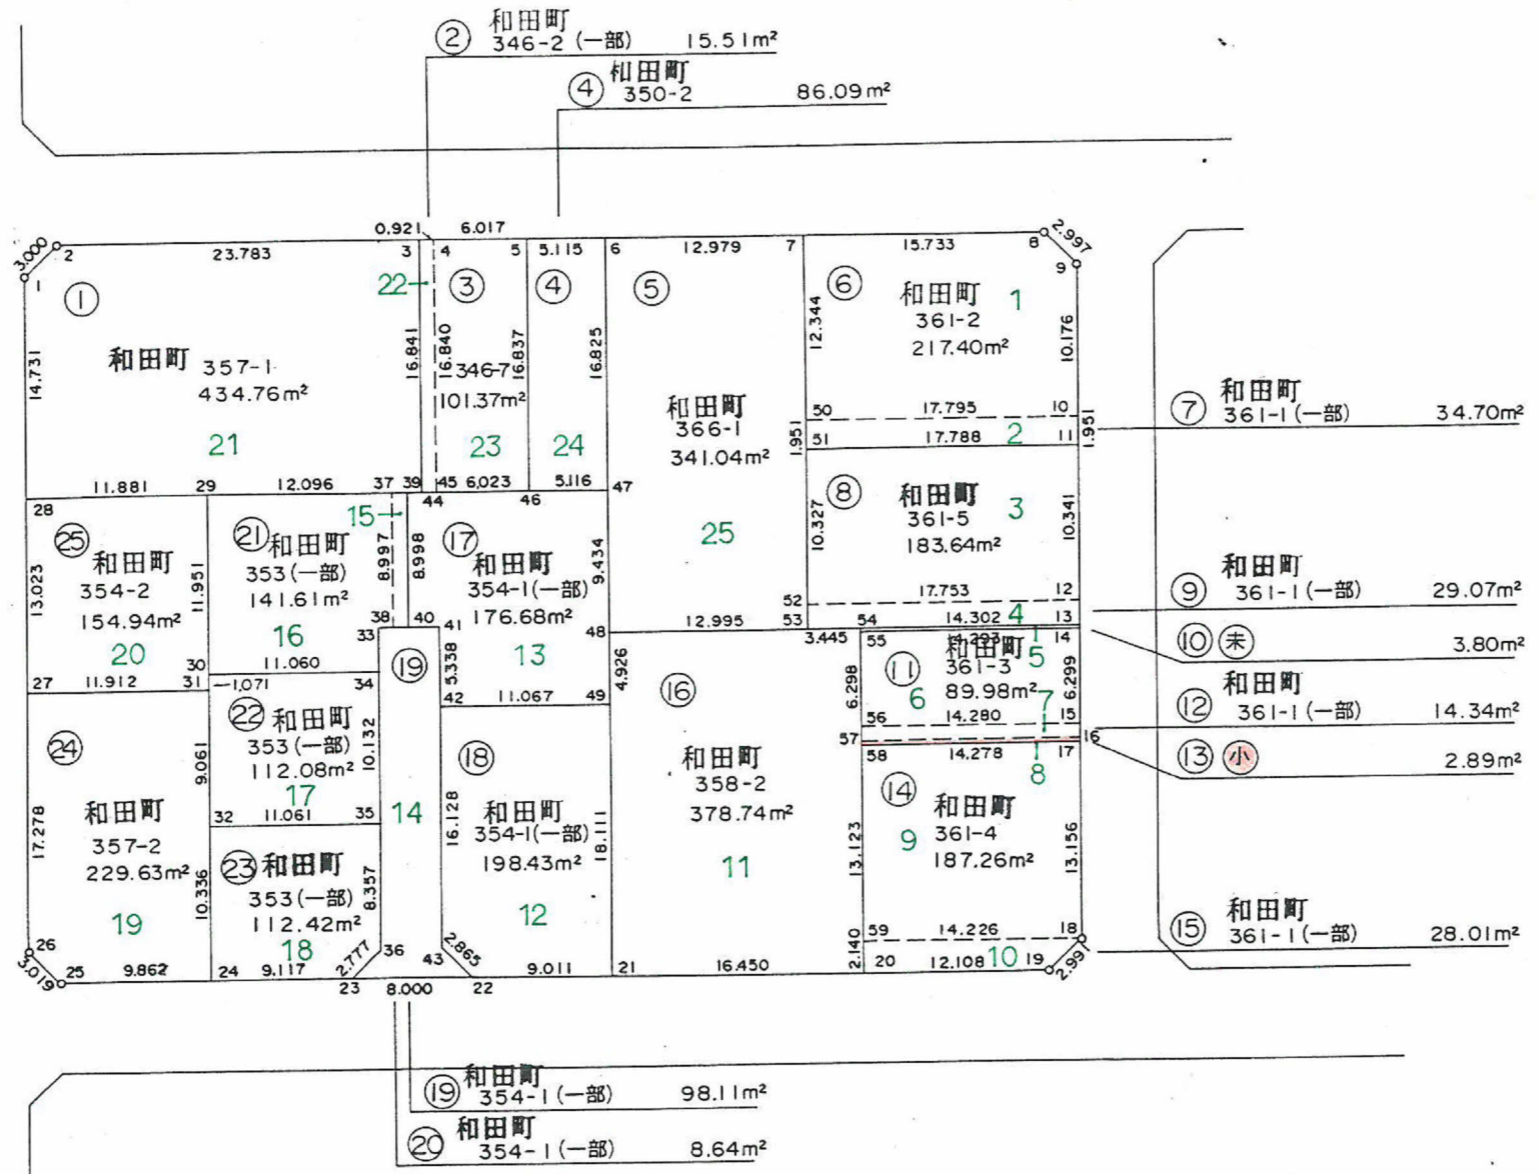 ② 和田町
346-2 (一部) 15.51m²
④ 和田町
350-2 86.09m²
0.921 6.017
3.000 2 23.783 3 4 5 5.115 6 12.979 7 15.733 8 2.997
9
1 ①
22 ③ ④ ⑤ ⑥ 和田町 1
361-2
217.40m²
14.731
和田町 357-1
434.76m²
21
16.841
16.840
346-7
101.37m²
23
16.837
24
16.825
12.344
10.176
和田町
366-1
341.04m²
25
50 17.795 10
1.951 1.951
51 17.788 2 11
⑦ 和田町
361-1(一部) 34.70m²
11.881 29 12.096 37 39 45 6.023 5.116 47
28 44 46
⑧ 和田町 3
361-5
183.64m²
10.327
10.341
㉕ 和田町
354-2
154.94m²
20
13.023
11.951
15
㉑ 和田町
353(一部)
141.61m²
16
8.997
8.998
⑰ 和田町
354-1(一部)
176.68m²
13
9.434
52 17.753 12
4
53 54 14.302 13
⑨ 和田町
361-1(一部) 29.07m²
⑩ 未 3.80m²
38 40 41
33
48 12.995
3.445 55 14.293 14
5
⑪ 和田町
361-3
89.98m²
6 7
6.298
6.299
56 14.280 15
⑫ 和田町
361-1(一部) 14.34m²
57 16
58 14.278 17
8
⑬ 小 2.89m²
30
27 11.912 31 1.071 11.060 34
⑲
5.338
42 11.067 49
4.926
⑯
㉔ 和田町
357-2
229.63m²
19
17.278
9.061
㉒ 和田町
353(一部)
112.08m²
17
10.132
32 11.061 35
14
⑱ 和田町
354-1(一部)
198.43m²
12
16.128
18.111
和田町
358-2
378.74m²
11
⑭ 和田町
361-4
187.26m²
9
13.123
13.156
㉓ 和田町
353(一部)
112.42m²
18
10.336
8.357
59 14.226 18
2.140
⑮ 和田町
361-1(一部) 28.01m²
26
3.019 25 9.862 24 9.117 2.777 36 43 2.865 9.011 21 16.450 20 12.108 10 19 2.997
23 8.000 22
⑲ 和田町
354-1(一部) 98.11m²
⑳ 和田町
354-1(一部) 8.64m²